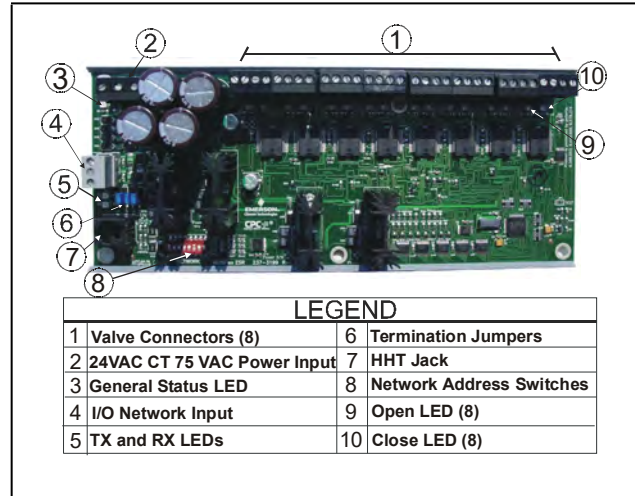 1
2
3
4
5
6
7
8
9
10
EMERSON
CPC
LEGEND
1 Valve Connectors (8)
2 24VAC CT 75 VAC Power Input
3 General Status LED
4 I/O Network Input
5 TX and RX LEDs
6 Termination Jumpers
7 HHT Jack
8 Network Address Switches
9 Open LED (8)
10 Close LED (8)